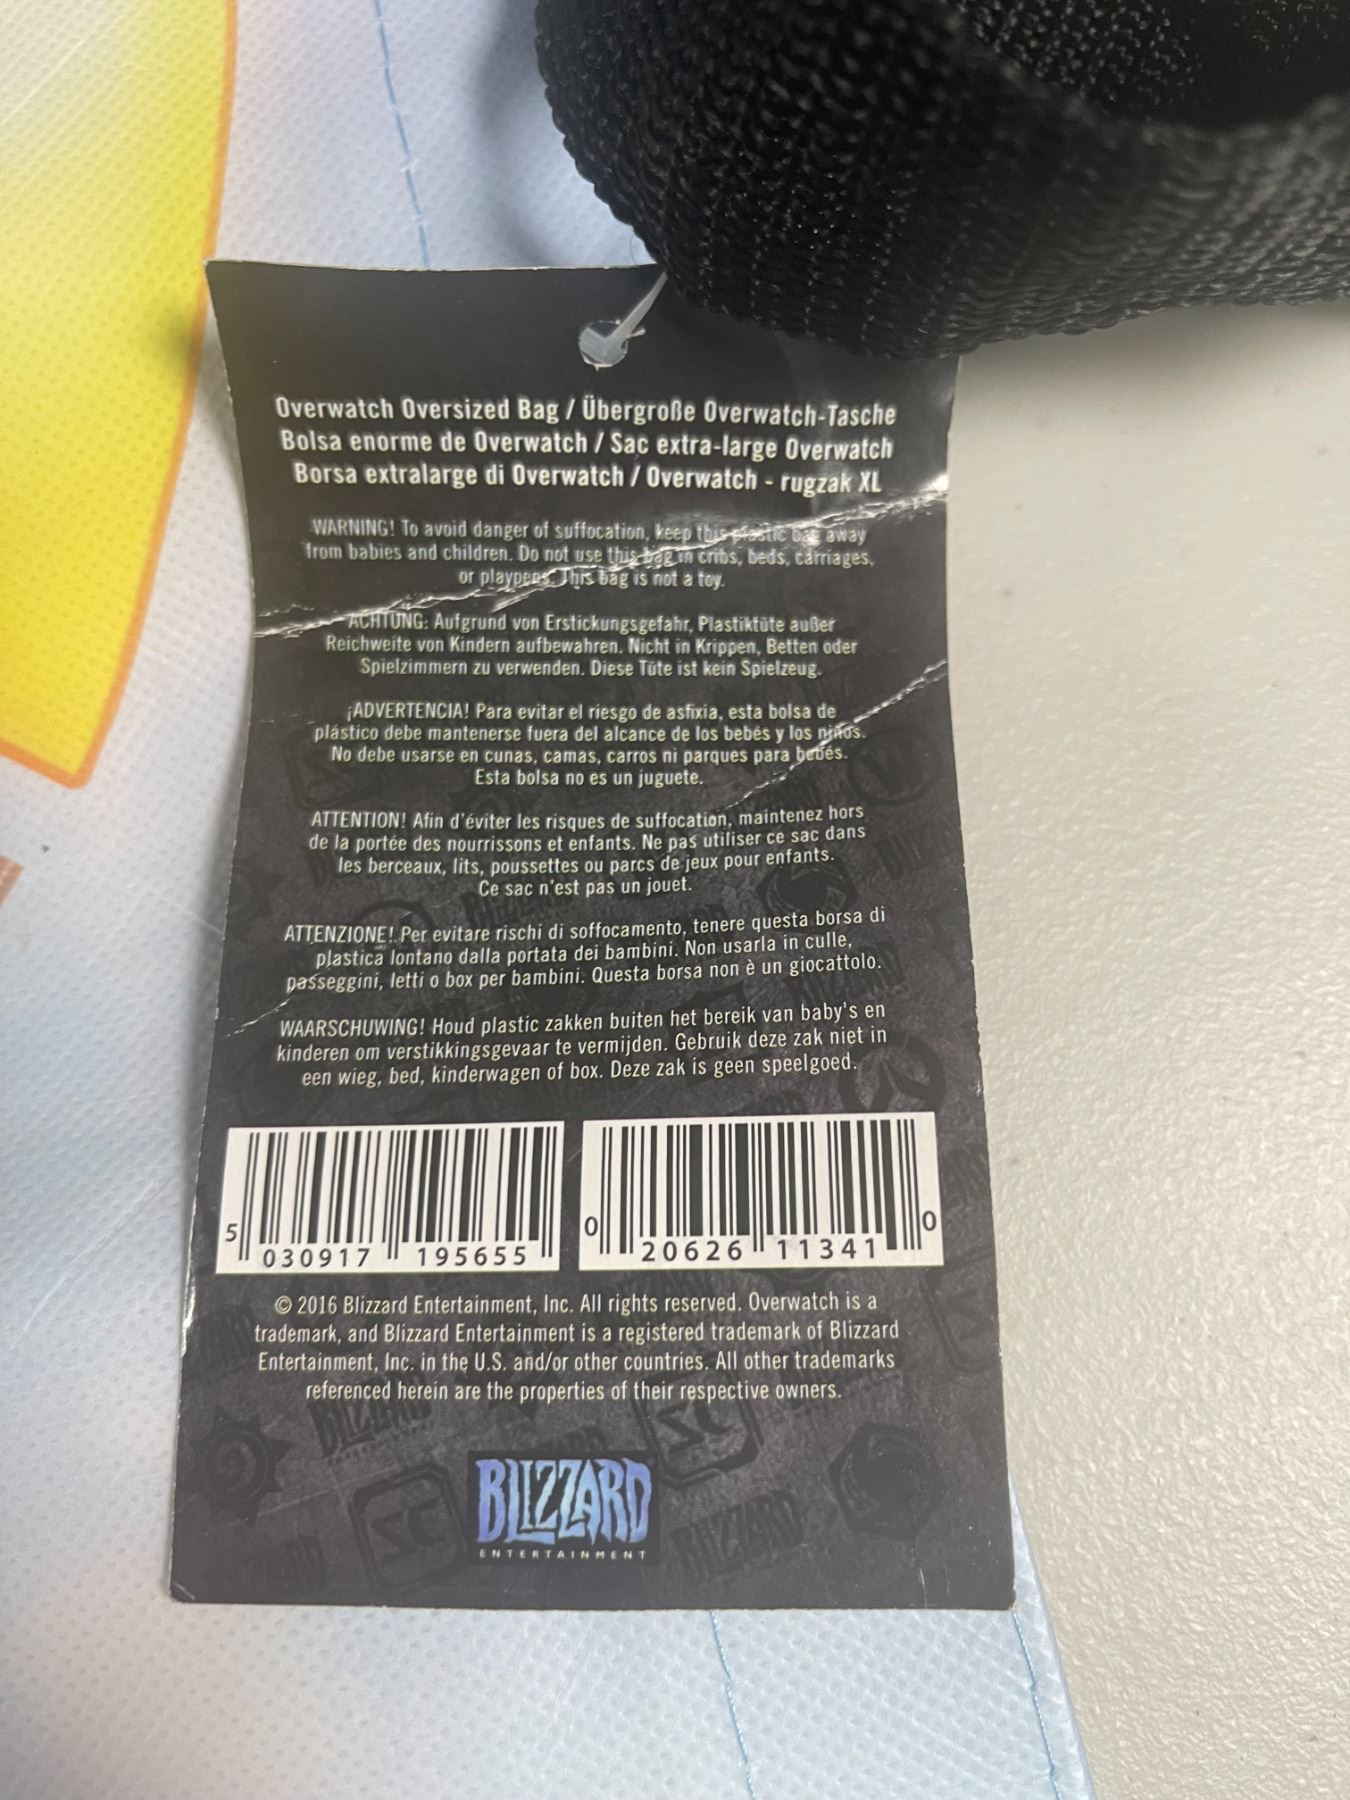 Overwatch Oversized Bag / Übergroße Overwatch-Tasche
Bolsa enorme de Overwatch / Sac extra-large Overwatch
Borsa extralarge di Overwatch / Overwatch - rugzak XL
WARNING! To avoid danger of suffocation, keep this plastic bag away
from babies and children. Do not use this bag in cribs, beds, carriages,
or playpens. This bag is not a toy.
ACHTUNG: Aufgrund von Erstickungsgefahr, Plastiktüte außer
Reichweite von Kindern aufbewahren. Nicht in Krippen, Betten oder
Spielzimmern zu verwenden. Diese Tüte ist kein Spielzeug.
¡ADVERTENCIA! Para evitar el riesgo de asfixia, esta bolsa de
plástico debe mantenerse fuera del alcance de los bebés y los niños.
No debe usarse en cunas, camas, carros ni parques para bebés.
Esta bolsa no es un juguete.
ATTENTION! Afin d'éviter les risques de suffocation, maintenez hors
de la portée des nourrissons et enfants. Ne pas utiliser ce sac dans
les berceaux, lits, poussettes ou parcs de jeux pour enfants.
Ce sac n'est pas un jouet.
ATTENZIONE! Per evitare rischi di soffocamento, tenere questa borsa di
plastica lontano dalla portata dei bambini. Non usarla in culle,
passeggini, letti o box per bambini. Questa borsa non è un giocattolo.
WAARSCHUWING! Houd plastic zakken buiten het bereik van baby's en
kinderen om verstikkingsgevaar te vermijden. Gebruik deze zak niet in
een wieg, bed, kinderwagen of box. Deze zak is geen speelgoed.
5 030917 195655
0 20626 11341 0
© 2016 Blizzard Entertainment, Inc. All rights reserved. Overwatch is a
trademark, and Blizzard Entertainment is a registered trademark of Blizzard
Entertainment, Inc. in the U.S. and/or other countries. All other trademarks
referenced herein are the properties of their respective owners.
BLIZZARD
ENTERTAINMENT